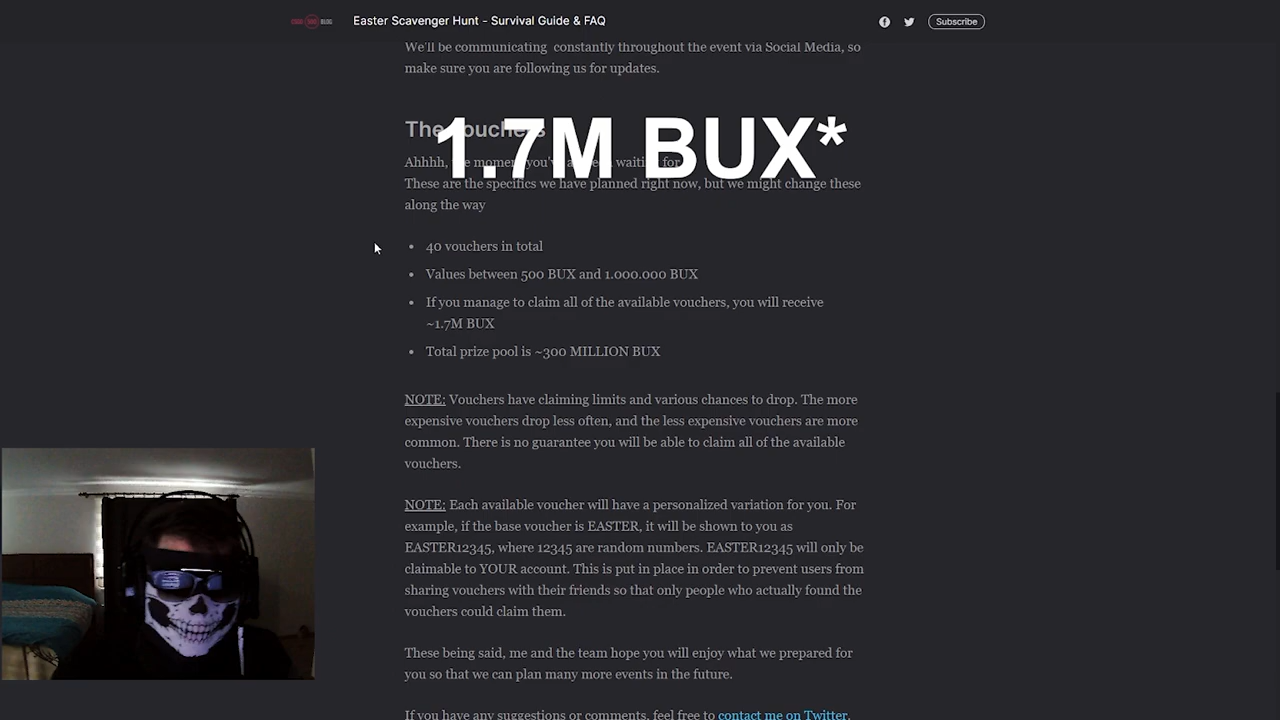 Easter Scavenger Hunt - Survival Guide & FAQ
Subscribe
We'll be communicating constantly throughout the event via Social Media, so
make sure you are following us for updates.
The Vouchers
1.7M BUX*
Ahhhh, the moment you've all been waiting for
These are the specifics we have planned right now, but we might change these
along the way
40 vouchers in total
Values between 500 BUX and 1.000.000 BUX
If you manage to claim all of the available vouchers, you will receive
~1.7M BUX
Total prize pool is ~300 MILLION BUX
NOTE: Vouchers have claiming limits and various chances to drop. The more
expensive vouchers drop less often, and the less expensive vouchers are more
common. There is no guarantee you will be able to claim all of the available
vouchers.
NOTE: Each available voucher will have a personalized variation for you. For
example, if the base voucher is EASTER, it will be shown to you as
EASTER12345, where 12345 are random numbers. EASTER12345 will only be
claimable to YOUR account. This is put in place in order to prevent users from
sharing vouchers with their friends so that only people who actually found the
vouchers could claim them.
These being said, me and the team hope you will enjoy what we prepared for
you so that we can plan many more events in the future.
If you have any suggestions or comments, feel free to contact me on Twitter.